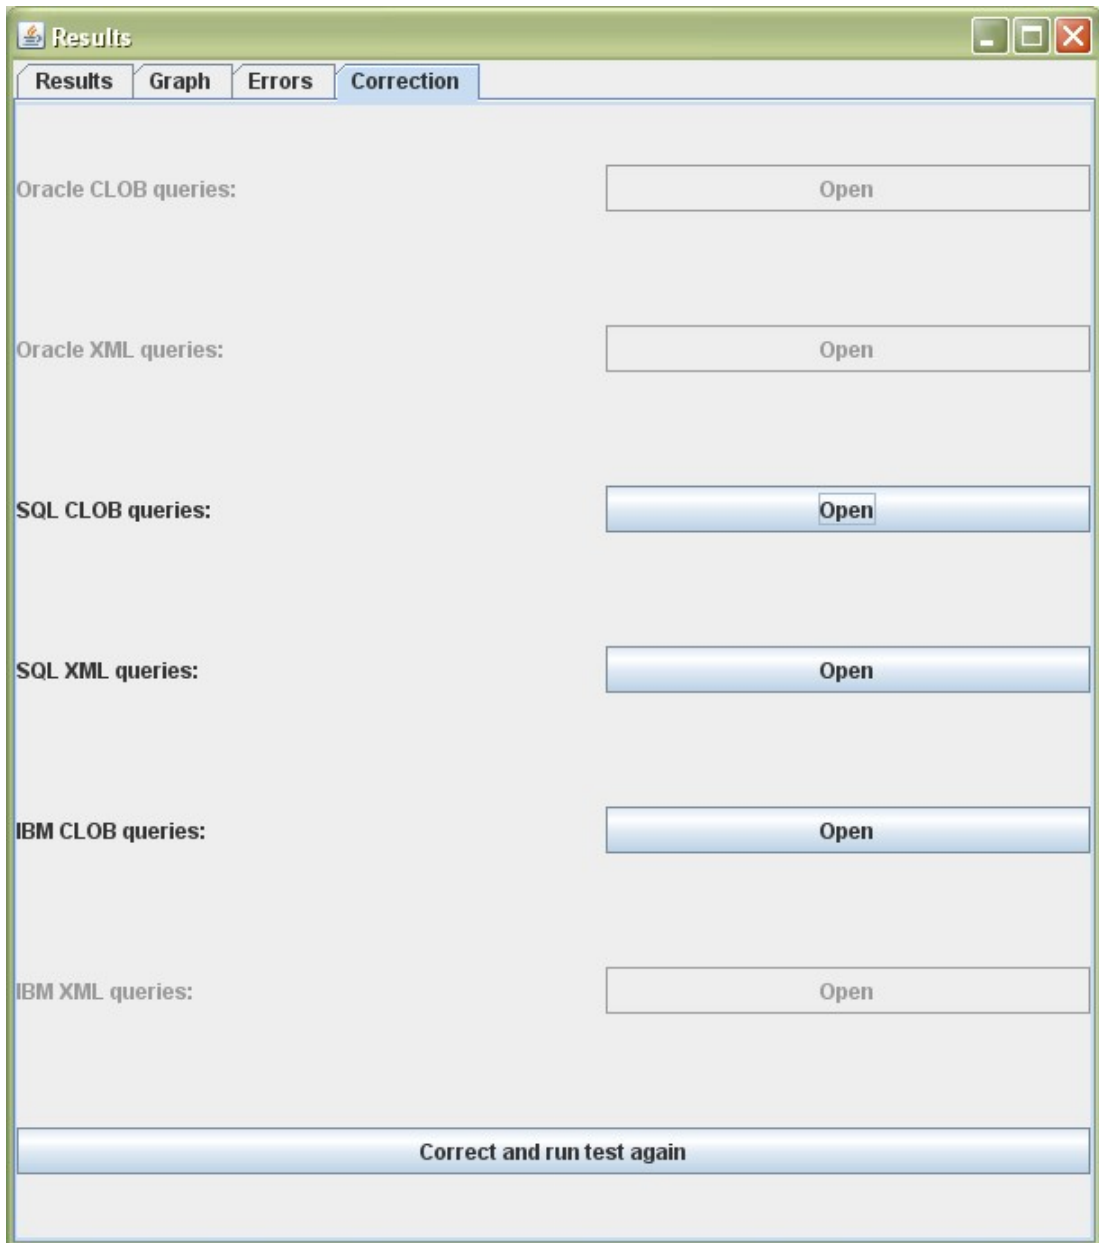 Results
Results Graph Errors Correction
Oracle CLOB queries: Open
Oracle XML queries: Open
SQL CLOB queries: Open
SQL XML queries: Open
IBM CLOB queries: Open
IBM XML queries: Open
Correct and run test again